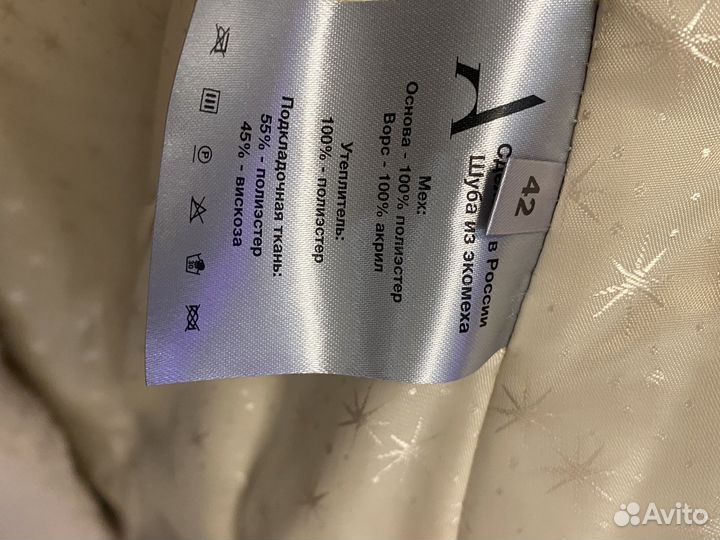 A
в России
42
Шуба из экомеха
Мех:
Основа - 100% полиэстер
Ворс - 100% акрил
Утеплитель:
100% - полиэстер
Подкладочная ткань:
55% - полиэстер
45% - вискоза
P
30
Avito